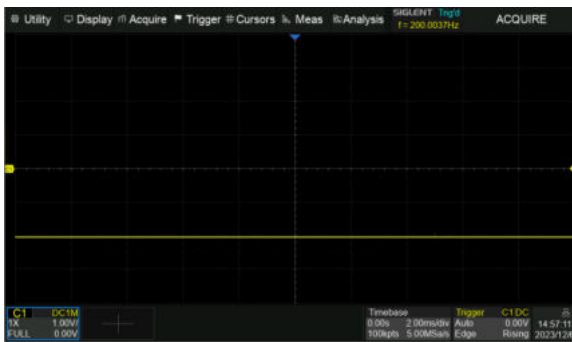 Utility Display Acquire Trigger Cursors Meas Analysis SIGLENT Trig'd ACQUIRE
f = 200.0037Hz
C1 DC1M Timebase Trigger C1 DC
1X 1.00V/ 0.00s 2.00ms/div Auto 0.00V 14:57:11
FULL 0.00V 100kpts 5.00MSa/s Edge Rising